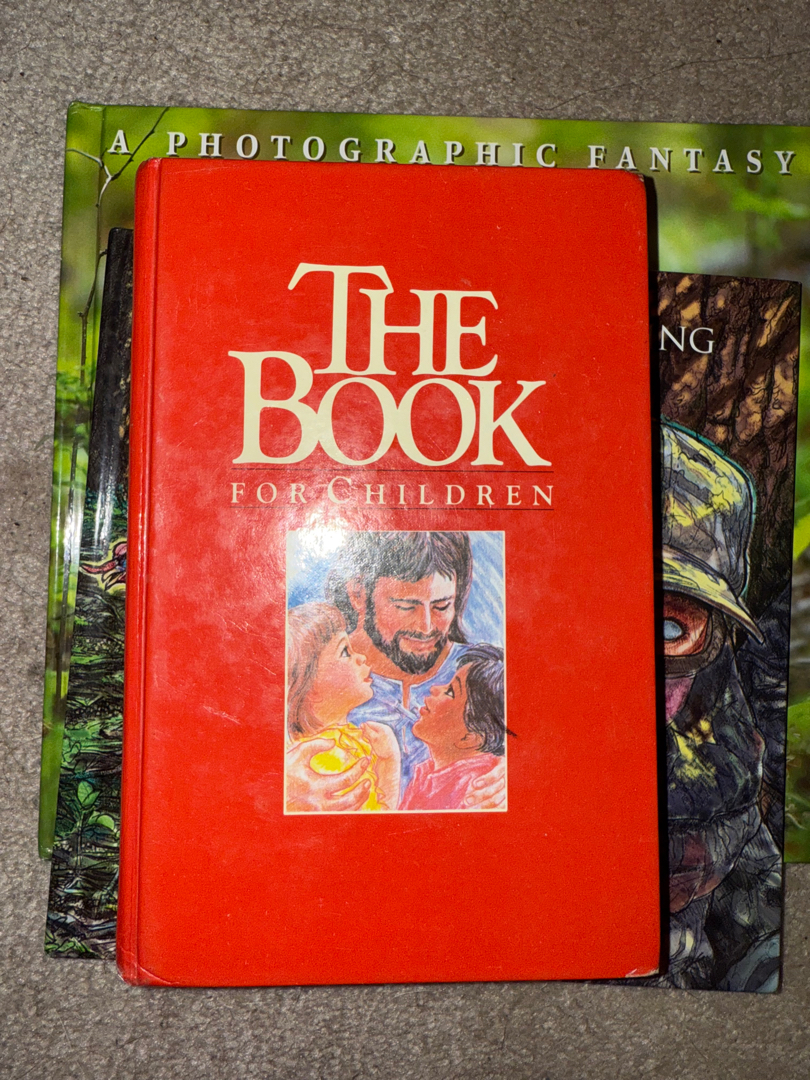 A PHOTOGRAPHIC FANTASY
THE
BOOK
FOR CHILDREN
NG